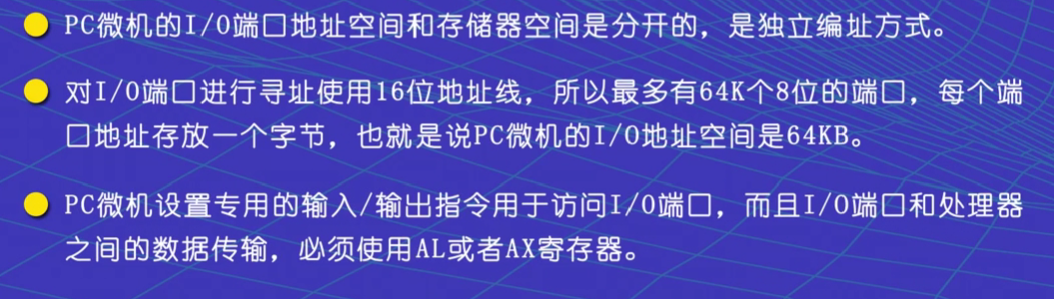 PC微机的I/O端口地址空间和存储器空间是分开的，是独立编址方式。
对I/O端口进行寻址使用16位地址线，所以最多有64K个8位的端口，每个端
口地址存放一个字节，也就是说PC微机的I/O地址空间是64KB。
PC微机设置专用的输入/输出指令用于访问I/O端口，而且I/O端口和处理器
之间的数据传输，必须使用AL或者AX寄存器。